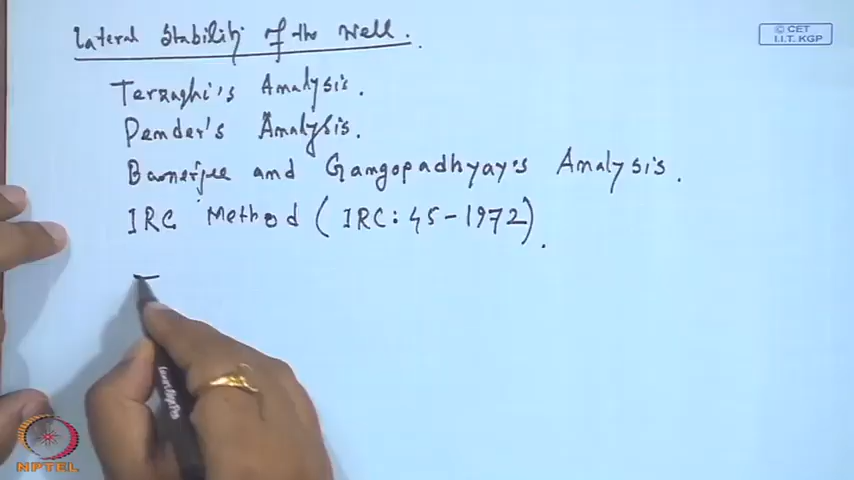 Lateral Stability of the Well.
© CET
I.I.T. KGP
Terzaghi's Analysis.
Pender's Analysis.
Banerjee and Gangopadhyay's Analysis.
IRC Method (IRC: 45-1972).
NPTEL